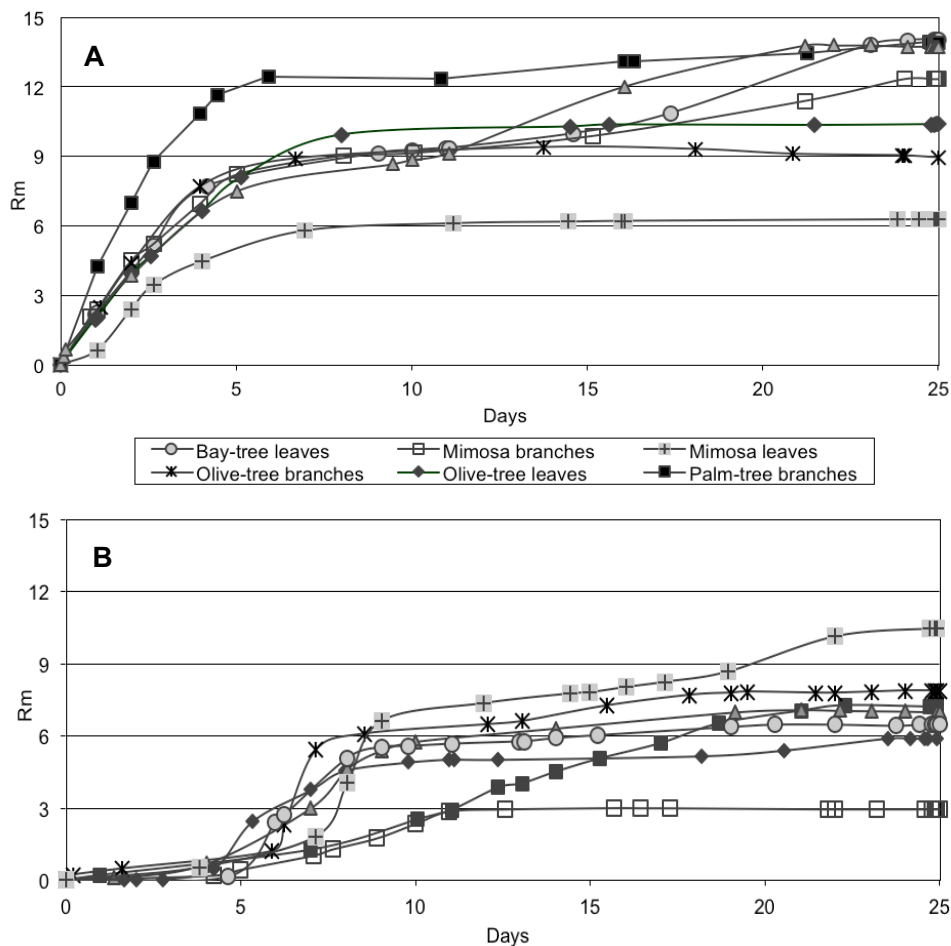 A
15
12
9
6
3
0
Rm
0 5 10 15 20 25
Days
Bay-tree leaves Mimosa branches Mimosa leaves
Olive-tree branches Olive-tree leaves Palm-tree branches
B
15
12
9
6
3
0
Rm
0 5 10 15 20 25
Days